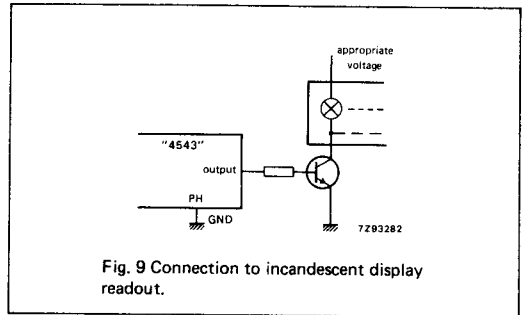 appropriate
voltage
"4543"
output
PH
GND
7Z93282
Fig. 9 Connection to incandescent display
readout.